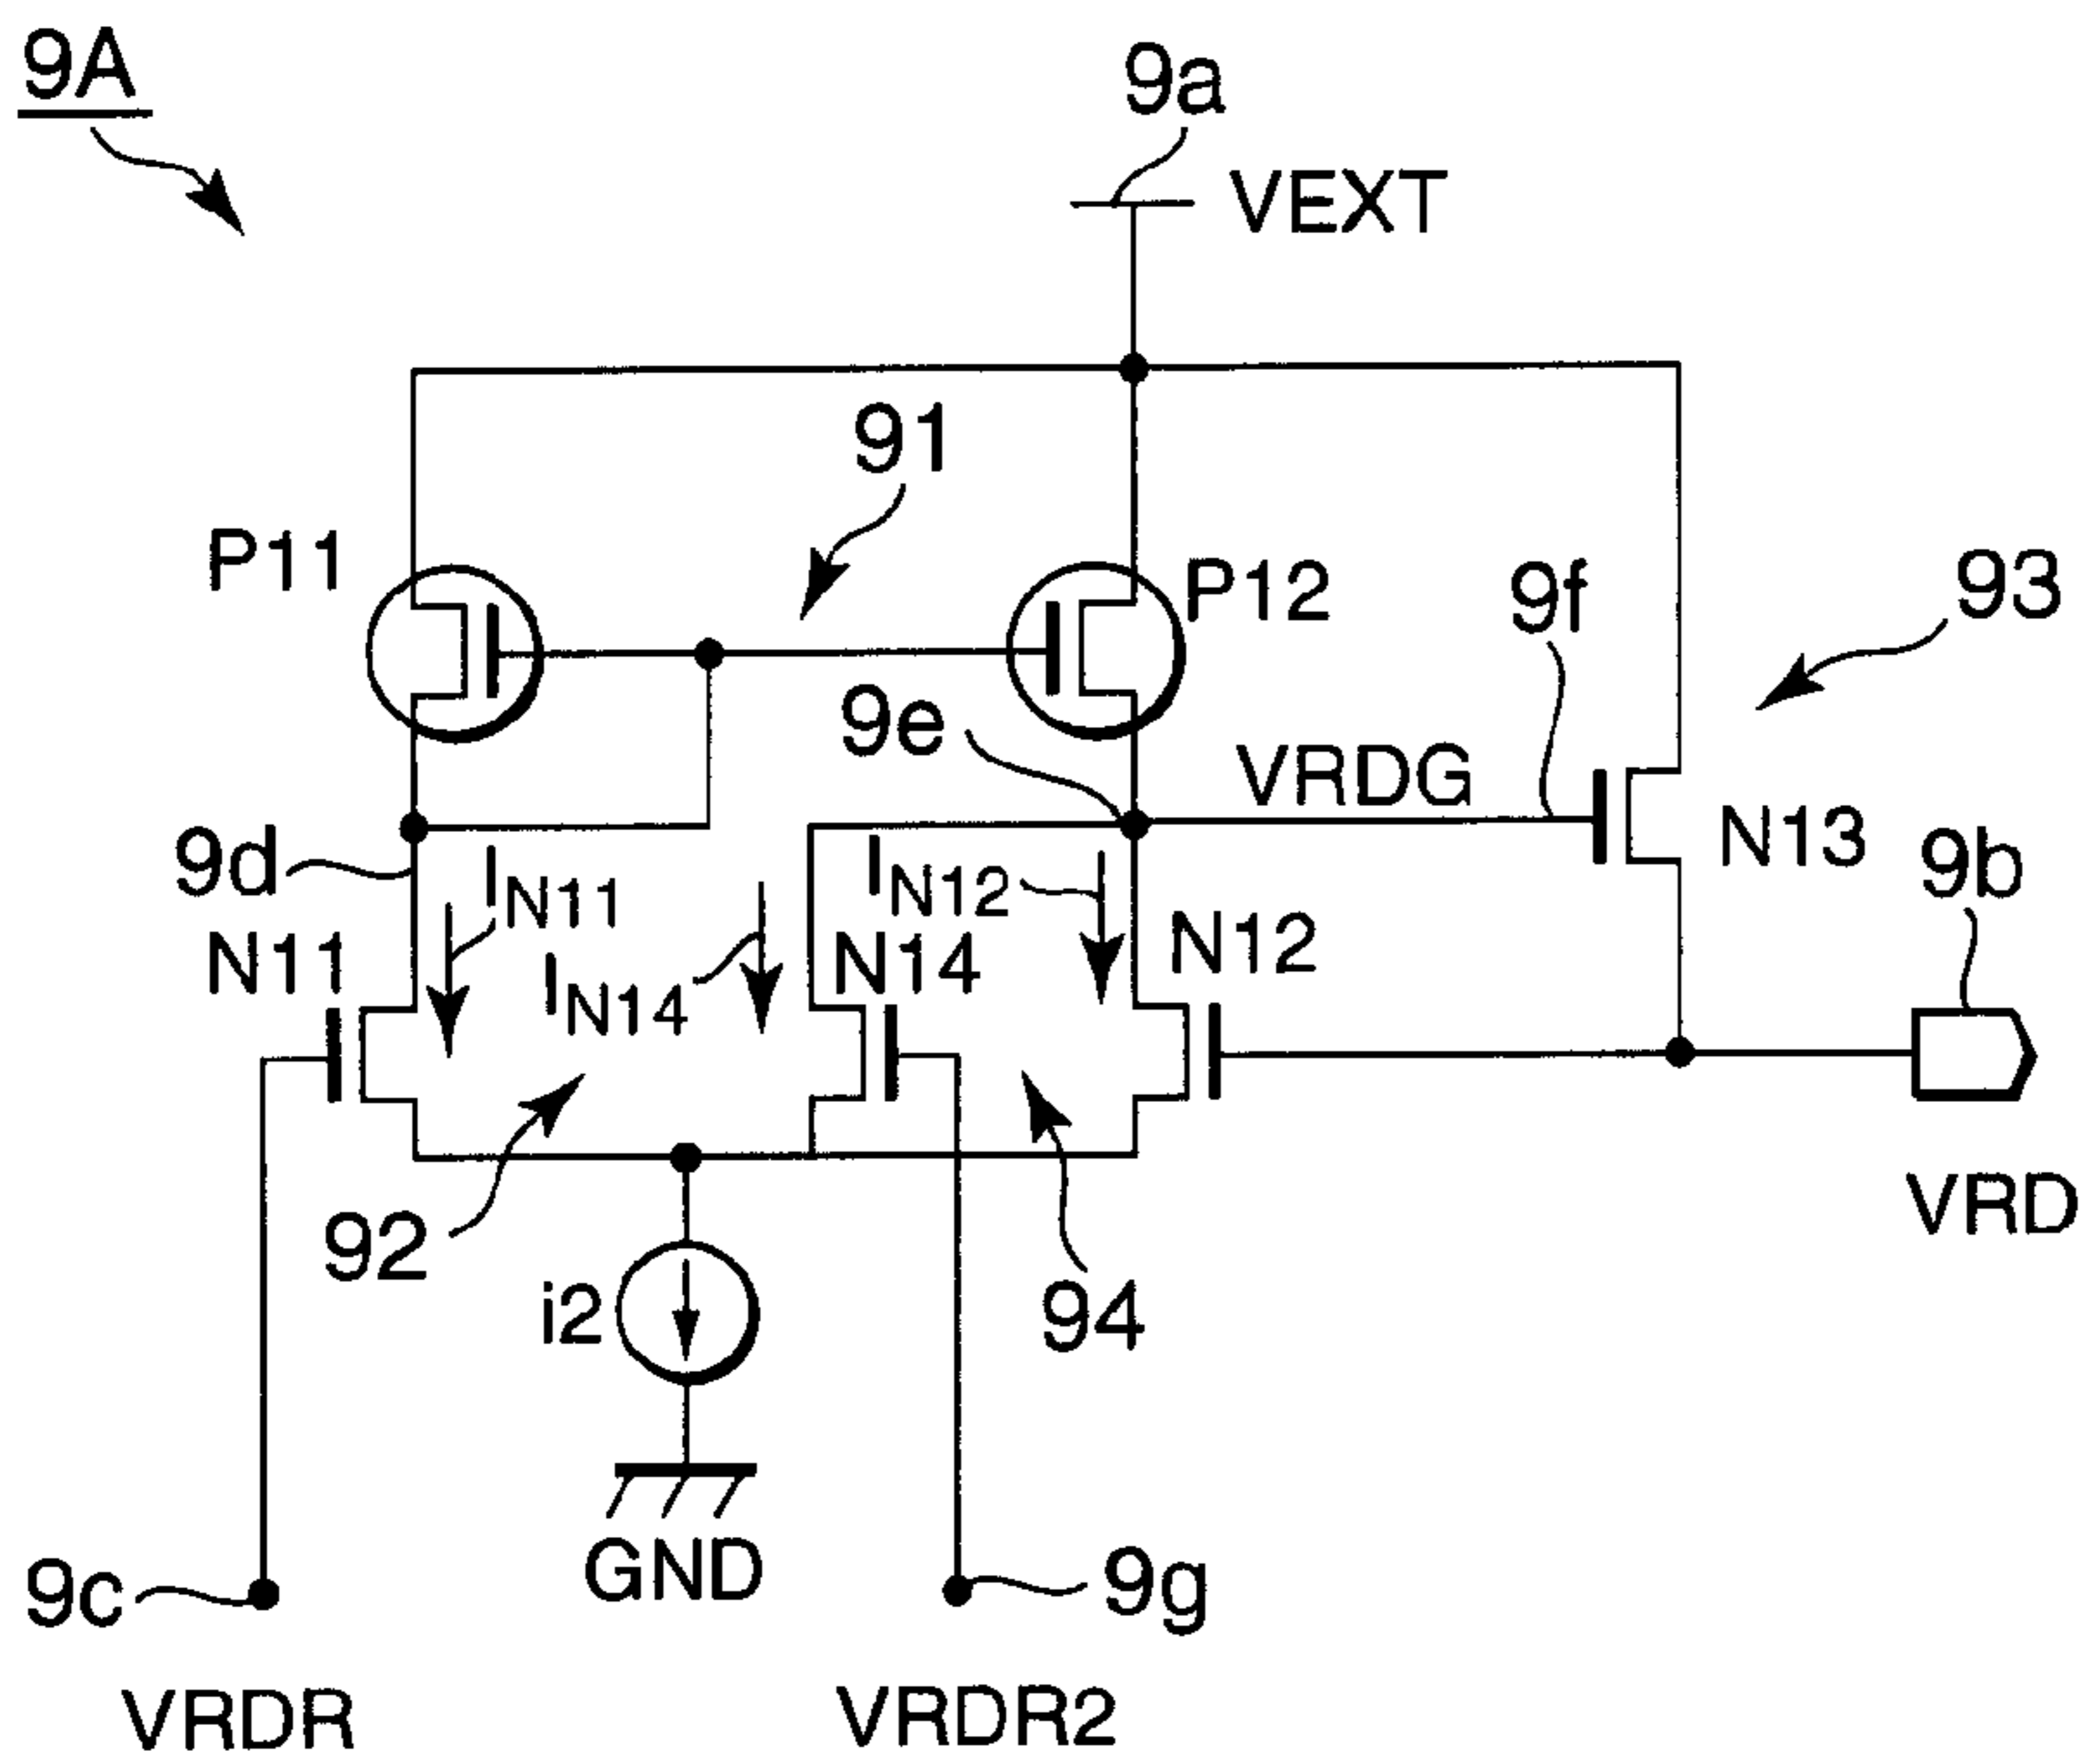 9A
9a
VEXT
91
P11
P12
9f
93
9e
VRDG
N13
9d
9b
IN11
IN12
N11
N14
N12
IN14
92
VRD
i2
94
GND
9c
9g
VRDR
VRDR2